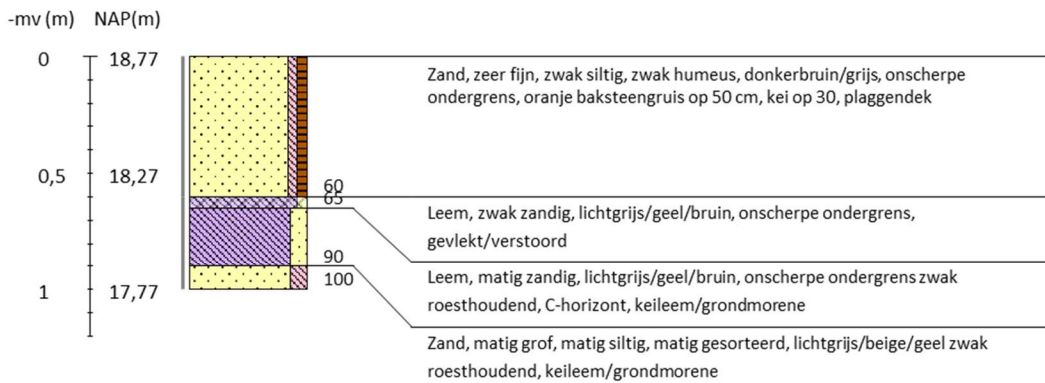 -mv (m) NAP(m)
0 18,77
Zand, zeer fijn, zwak siltig, zwak humeus, donkerbruin/grijs, onscherpe
ondergrens, oranje baksteengruis op 50 cm, kei op 30, plaggendek
0,5 18,27
60
65
Leem, zwak zandig, lichtgrijs/geel/bruin, onscherpe ondergrens,
gevlekt/verstoord
90
Leem, matig zandig, lichtgrijs/geel/bruin, onscherpe ondergrens zwak
roesthoudend, C-horizont, keileem/grondmorene
100
1 17,77
Zand, matig grof, matig siltig, matig gesorteerd, lichtgrijs/beige/geel zwak
roesthoudend, keileem/grondmorene